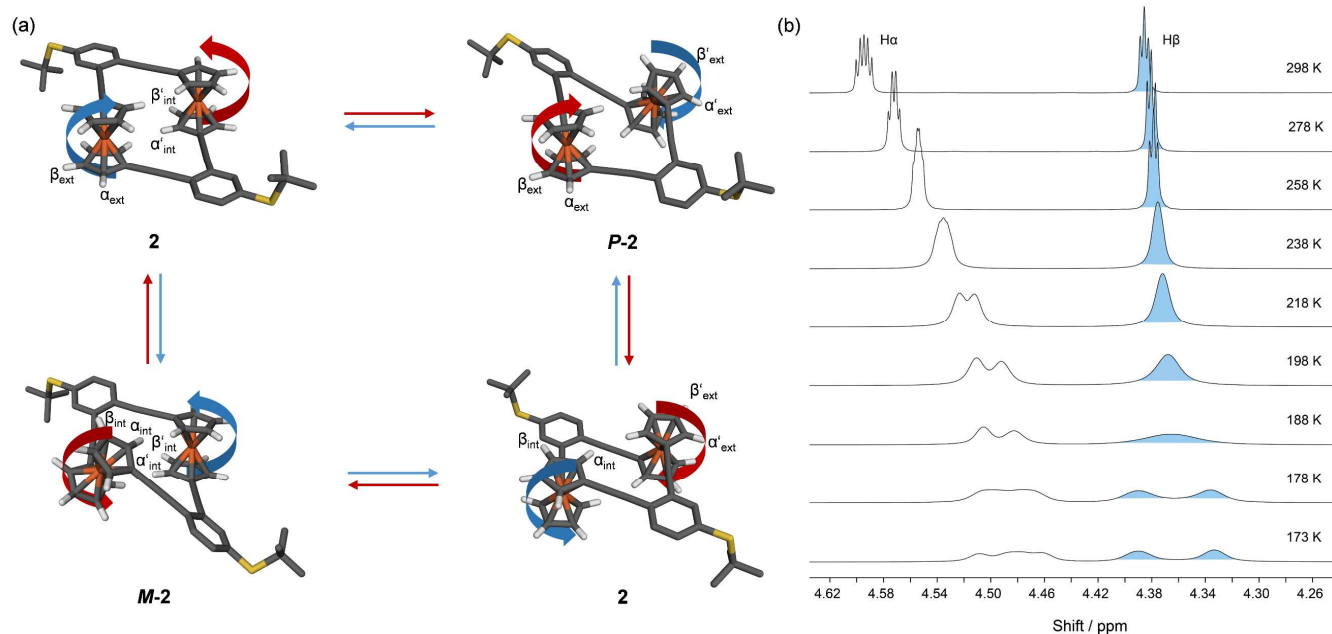 (a)
β'int
α'int
βext
αext
2
β'ext
α'ext
βext
αext
P-2
βint αint
β'int
α'int
M-2
β'ext
βint
αint
α'ext
2
(b)
Hα
Hβ
298 K
278 K
258 K
238 K
218 K
198 K
188 K
178 K
173 K
4.62 4.58 4.54 4.50 4.46 4.42 4.38 4.34 4.30 4.26
Shift / ppm